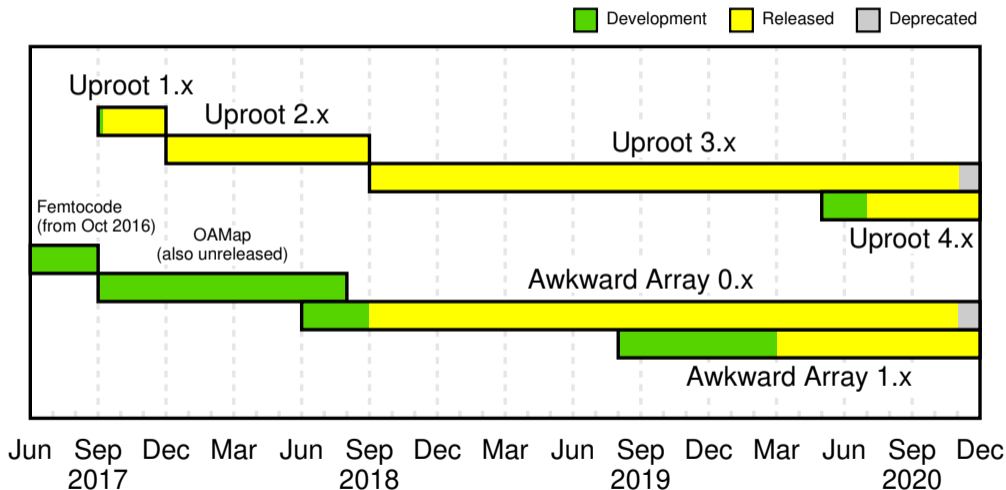 Development Released Deprecated
Uproot 1.x
Uproot 2.x
Uproot 3.x
Femtocode
(from Oct 2016)
OAMap
(also unreleased)
Uproot 4.x
Awkward Array 0.x
Awkward Array 1.x
Jun Sep Dec Mar Jun Sep Dec Mar Jun Sep Dec Mar Jun Sep Dec
2017 2018 2019 2020